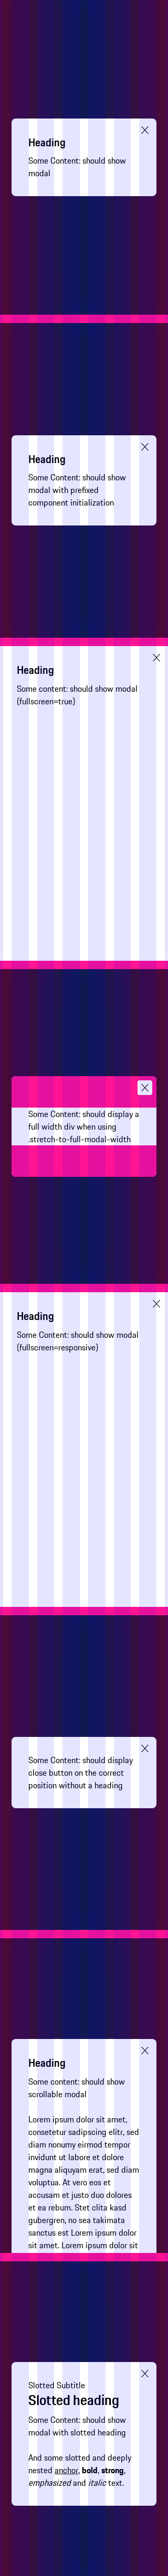 Heading
Some Content: should show
modal
Heading
Some Content: should show
modal with prefixed
component initialization
Heading
Some content: should show modal
(fullscreen=true)
Some Content: should display a
full width div when using
.stretch-to-full-modal-width
Heading
Some Content: should show modal
(fullscreen=responsive)
Some Content: should display
close button on the correct
position without a heading
Heading
Some content: should show
scrollable modal
Lorem ipsum dolor sit amet,
consetetur sadipscing elitr, sed
diam nonumy eirmod tempor
invidunt ut labore et dolore
magna aliquyam erat, sed diam
voluptua. At vero eos et
accusam et justo duo dolores
et ea rebum. Stet clita kasd
gubergren, no sea takimata
sanctus est Lorem ipsum dolor
sit amet. Lorem ipsum dolor sit
Slotted Subtitle
Slotted heading
Some Content: should show
modal with slotted heading
And some slotted and deeply
nested anchor, bold, strong,
emphasized and italic text.